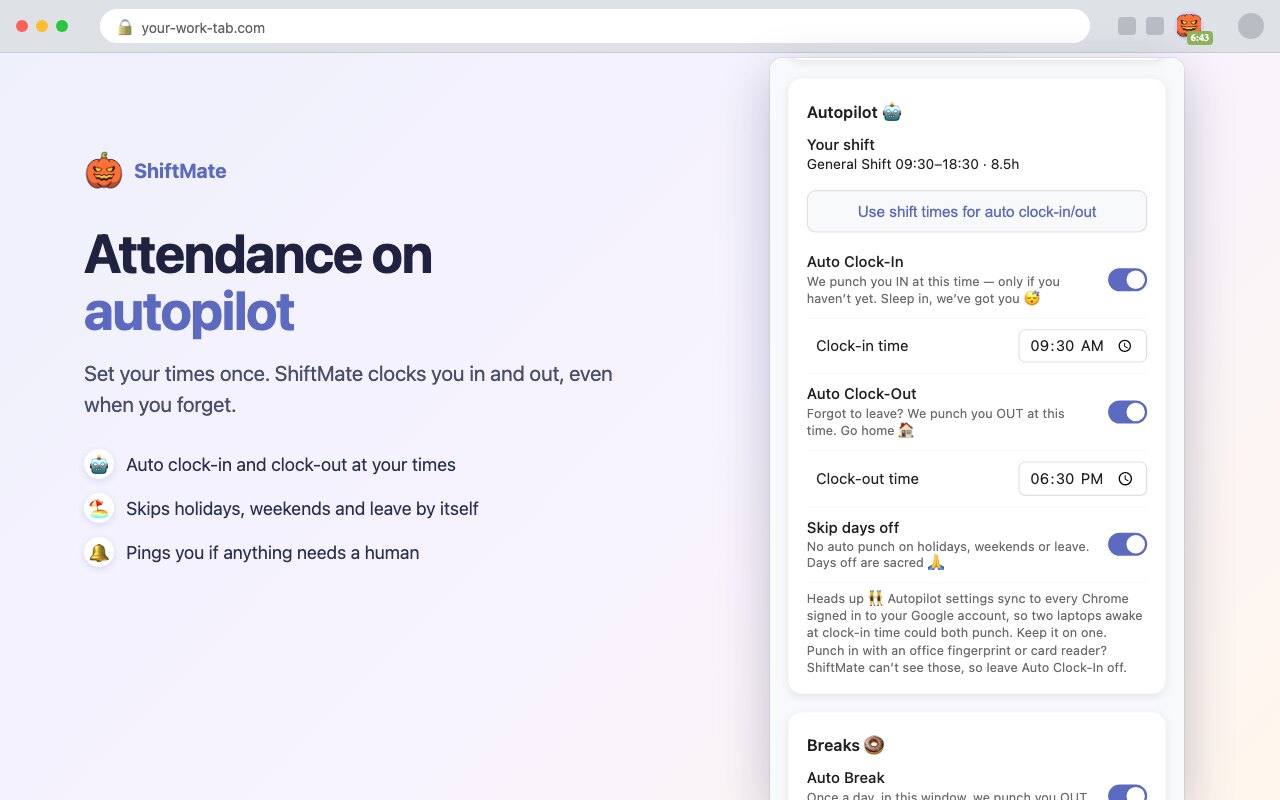 your-work-tab.com
6:43
ShiftMate
Attendance on
autopilot
Set your times once. ShiftMate clocks you in and out, even
when you forget.
Auto clock-in and clock-out at your times
Skips holidays, weekends and leave by itself
Pings you if anything needs a human
Autopilot 🤖
Your shift
General Shift 09:30–18:30 · 8.5h
Use shift times for auto clock-in/out
Auto Clock-In
We punch you IN at this time — only if you
haven’t yet. Sleep in, we’ve got you 😴
Clock-in time
09:30 AM
Auto Clock-Out
Forgot to leave? We punch you OUT at this
time. Go home 🏠
Clock-out time
06:30 PM
Skip days off
No auto punch on holidays, weekends or leave.
Days off are sacred 🙏
Heads up 👯 Autopilot settings sync to every Chrome
signed in to your Google account, so two laptops awake
at clock-in time could both punch. Keep it on one.
Punch in with an office fingerprint or card reader?
ShiftMate can’t see those, so leave Auto Clock-In off.
Breaks 🍩
Auto Break
Once a day, in this window, we punch you OUT